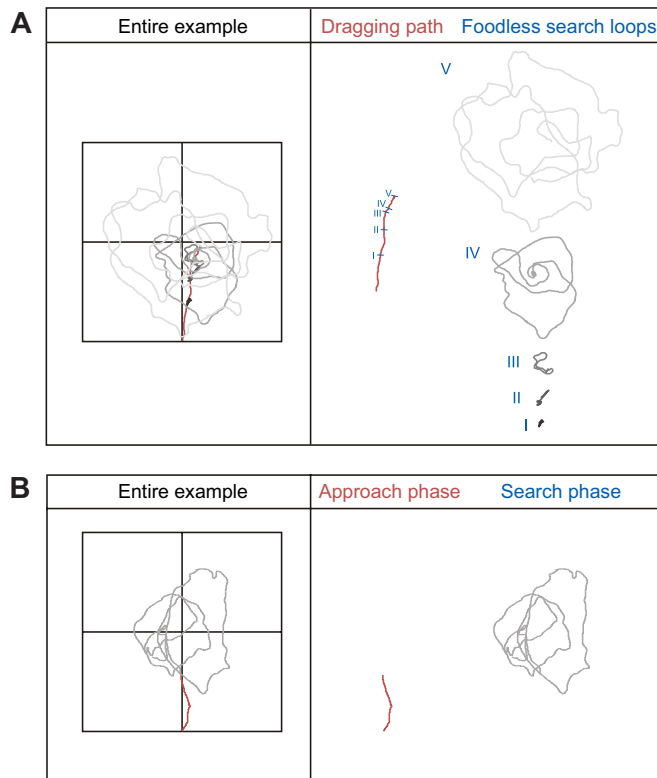 A
Entire example
Dragging path
Foodless search loops
V
V
IV
III
II
I
IV
III
II
I
B
Entire example
Approach phase
Search phase